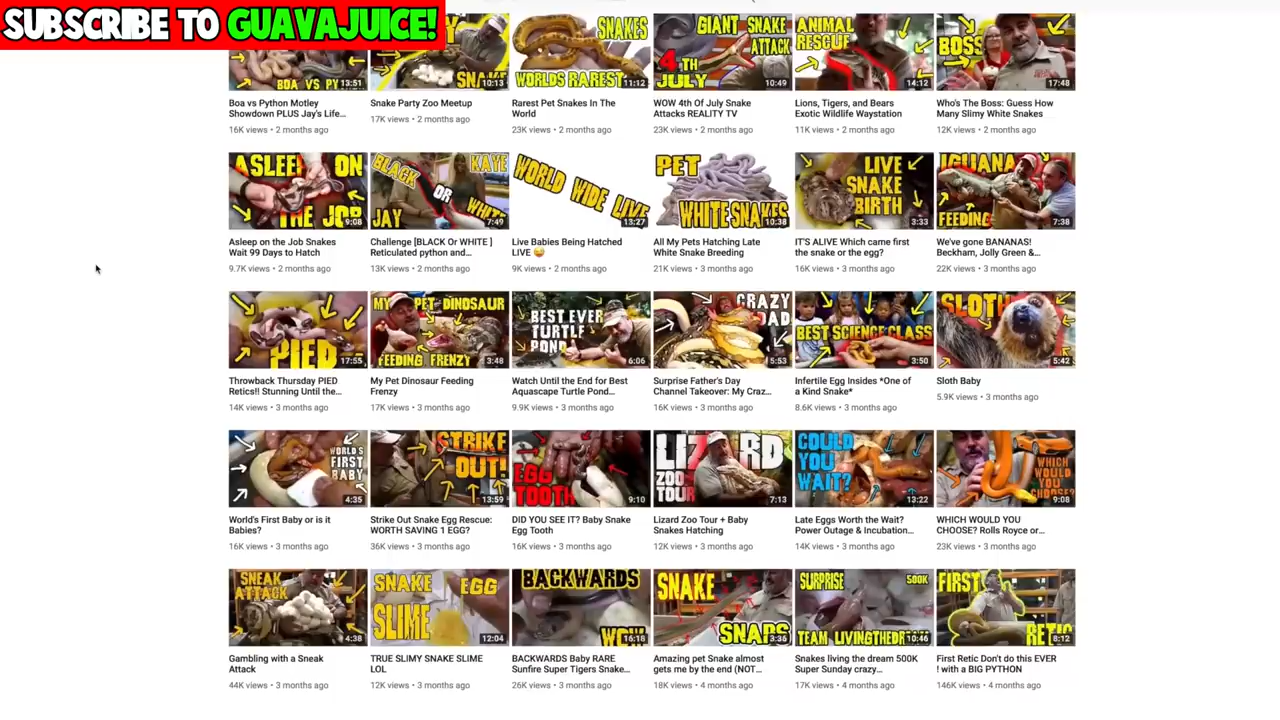 SUBSCRIBE TO GUAVAJUICE!
BOA VS PY
13:51
SNAK
10:13
SNAKES
WORLDS RAREST
11:12
GIANT SNAKE
ATTACK
4TH
JULY
10:49
ANIMAL
RESCUE
14:12
BOSS
17:48
Boa vs Python Motley
Showdown PLUS Jay's Life...
16K views • 2 months ago
Snake Party Zoo Meetup
17K views • 2 months ago
Rarest Pet Snakes In The
World
23K views • 2 months ago
WOW 4th Of July Snake
Attacks REALITY TV
23K views • 2 months ago
Lions, Tigers, and Bears
Exotic Wildlife Waystation
11K views • 2 months ago
Who's The Boss: Guess How
Many Slimy White Snakes
12K views • 2 months ago
ASLEEP ON
THE JOB
9:08
BLACK KAYE
OR
JAY WHITE
7:49
WORLD WIDE LIVE
13:27
PET
WHITE SNAKES
10:38
LIVE
SNAKE
BIRTH
3:33
IGUANA
FEEDING
7:38
Asleep on the Job Snakes
Wait 99 Days to Hatch
9.7K views • 2 months ago
Challenge [BLACK Or WHITE ]
Reticulated python and...
13K views • 2 months ago
Live Babies Being Hatched
LIVE 😄
9K views • 2 months ago
All My Pets Hatching Late
White Snake Breeding
21K views • 3 months ago
IT'S ALIVE Which came first
the snake or the egg?
16K views • 3 months ago
We've gone BANANAS!
Beckham, Jolly Green &...
22K views • 3 months ago
PIED
17:55
MY PET DINOSAUR
FEEDING FRENZY
3:48
BEST EVER
TURTLE
POND
6:06
CRAZY
DAD
5:53
BEST SCIENCE CLASS
3:50
SLOTH
5:42
Throwback Thursday PIED
Retics!! Stunning Until the...
14K views • 3 months ago
My Pet Dinosaur Feeding
Frenzy
17K views • 3 months ago
Watch Until the End for Best
Aquascape Turtle Pond...
9.9K views • 3 months ago
Surprise Father's Day
Channel Takeover: My Craz...
16K views • 3 months ago
Infertile Egg Insides *One of
a Kind Snake*
8.6K views • 3 months ago
Sloth Baby
5.9K views • 3 months ago
WORLD'S
FIRST
BABY
4:35
STRIKE
OUT!
13:59
EGG
TOOTH
9:10
LIZARD
ZOO
TOUR
7:13
COULD
YOU
WAIT?
13:22
WHICH
WOULD
YOU
CHOOSE?
9:08
World's First Baby or is it
Babies?
16K views • 3 months ago
Strike Out Snake Egg Rescue:
WORTH SAVING 1 EGG?
36K views • 3 months ago
DID YOU SEE IT? Baby Snake
Egg Tooth
16K views • 3 months ago
Lizard Zoo Tour + Baby
Snakes Hatching
12K views • 3 months ago
Late Eggs Worth the Wait?
Power Outage & Incubation...
14K views • 3 months ago
WHICH WOULD YOU
CHOOSE? Rolls Royce or...
23K views • 3 months ago
SNEAK
ATTACK
4:38
SNAKE EGG
SLIME
12:04
BACKWARDS
WOW
16:18
SNAKE
SNAPS
3:36
SURPRISE 500K
TEAM LIVINGTHEDREAM
10:46
FIRST
RETIC
8:12
Gambling with a Sneak
Attack
44K views • 3 months ago
TRUE SLIMY SNAKE SLIME
LOL
12K views • 3 months ago
BACKWARDS Baby RARE
Sunfire Super Tigers Snake...
26K views • 3 months ago
Amazing pet Snake almost
gets me by the end (NOT...
18K views • 4 months ago
Snakes living the dream 500K
Super Sunday crazy...
17K views • 4 months ago
First Retic Don't do this EVER
! with a BIG PYTHON
146K views • 4 months ago